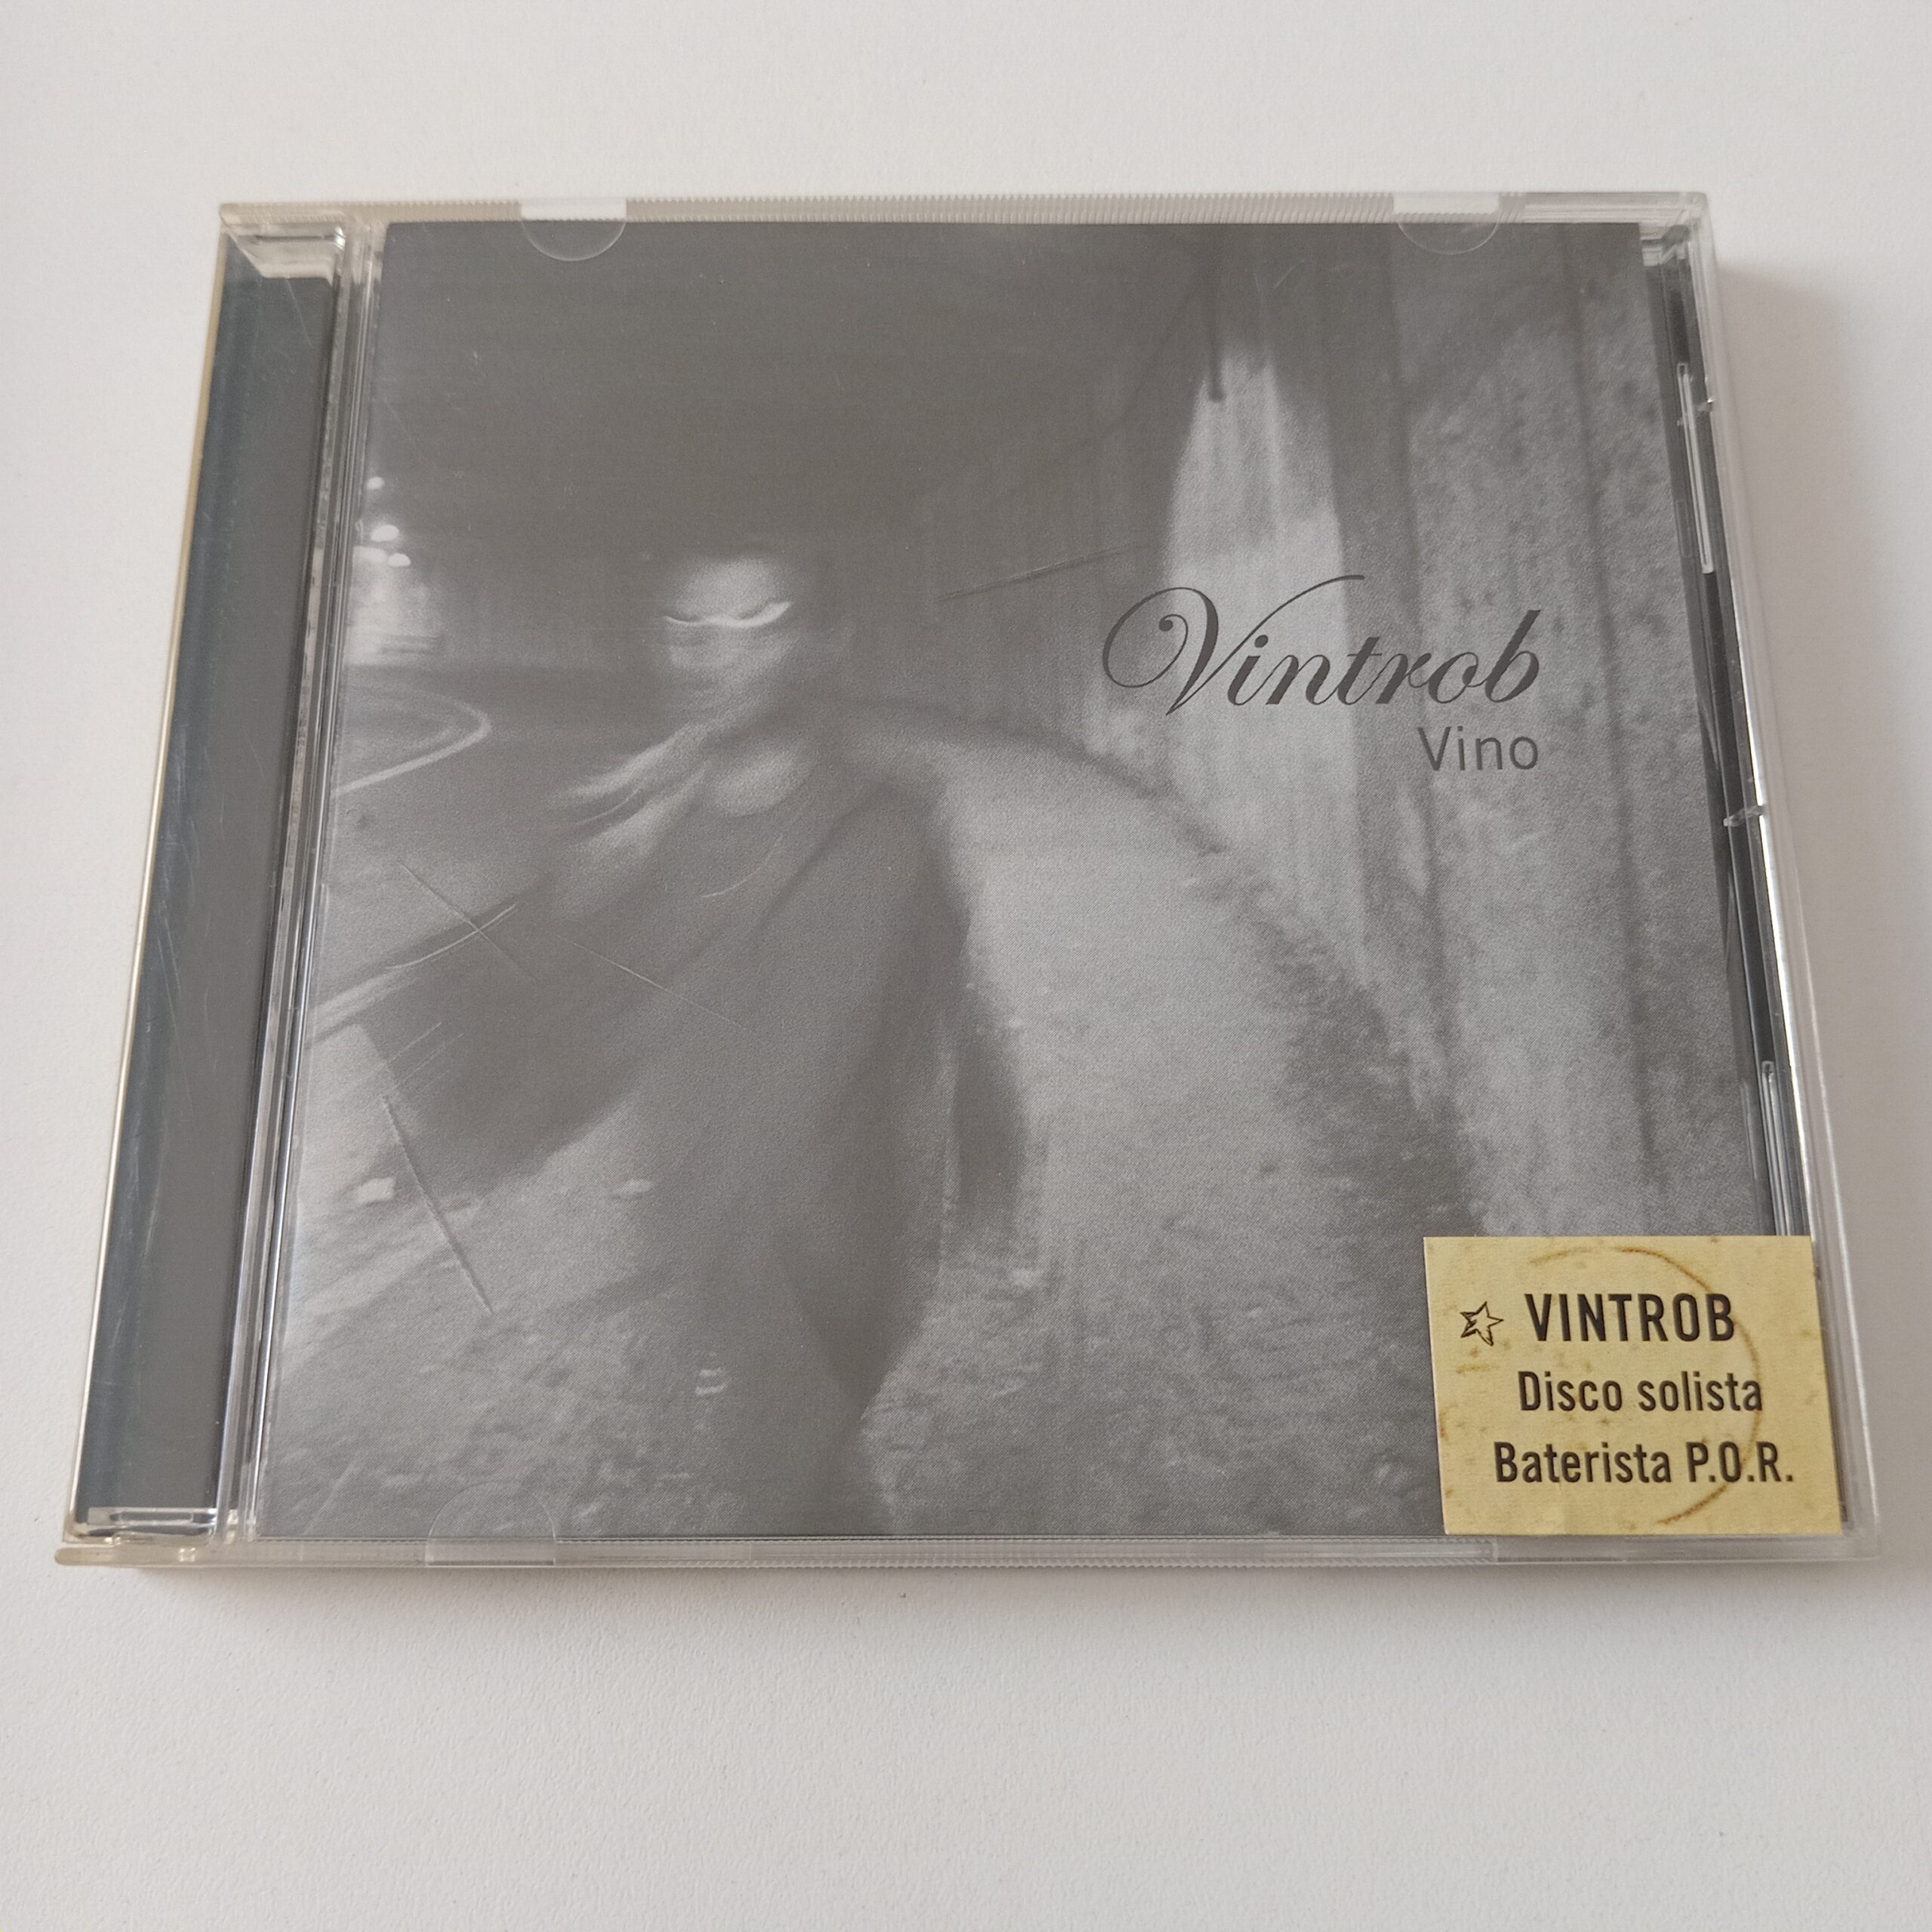 Vintrob
Vino
VINTROB
Disco solista
Baterista P.O.R.